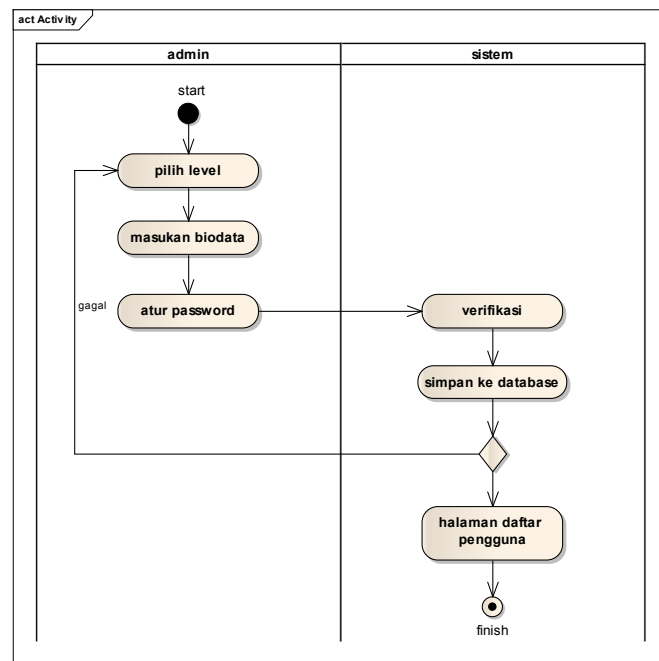 act Activity
admin
sistem
start
pilih level
masukan biodata
gagal
atur password
verifikasi
simpan ke database
halaman daftar
pengguna
finish